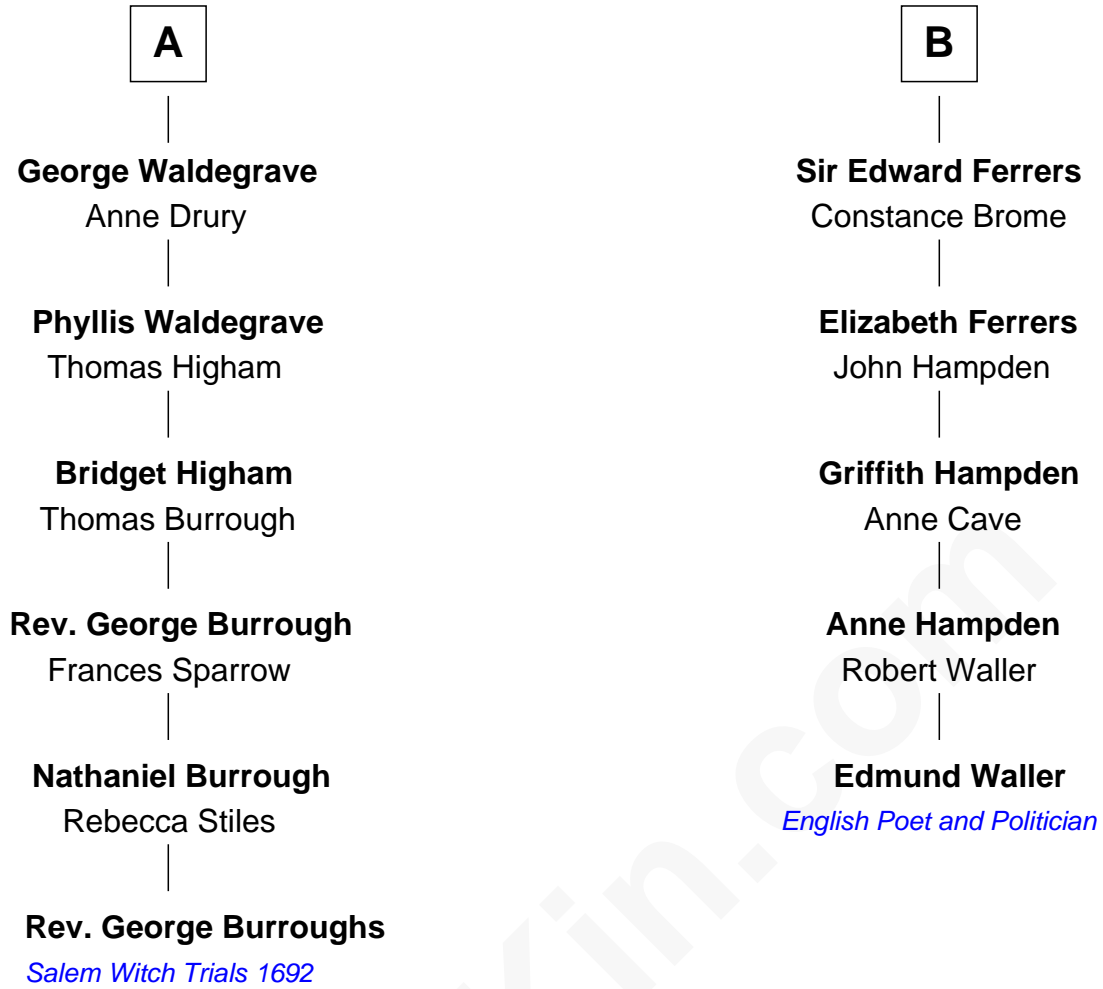 A
George Waldegrave
Anne Drury
Phyllis Waldegrave
Thomas Higham
Bridget Higham
Thomas Burrough
Rev. George Burrough
Frances Sparrow
Nathaniel Burrough
Rebecca Stiles
Rev. George Burroughs
Salem Witch Trials 1692
B
Sir Edward Ferrers
Constance Brome
Elizabeth Ferrers
John Hampden
Griffith Hampden
Anne Cave
Anne Hampden
Robert Waller
Edmund Waller
English Poet and Politician
Kin.com